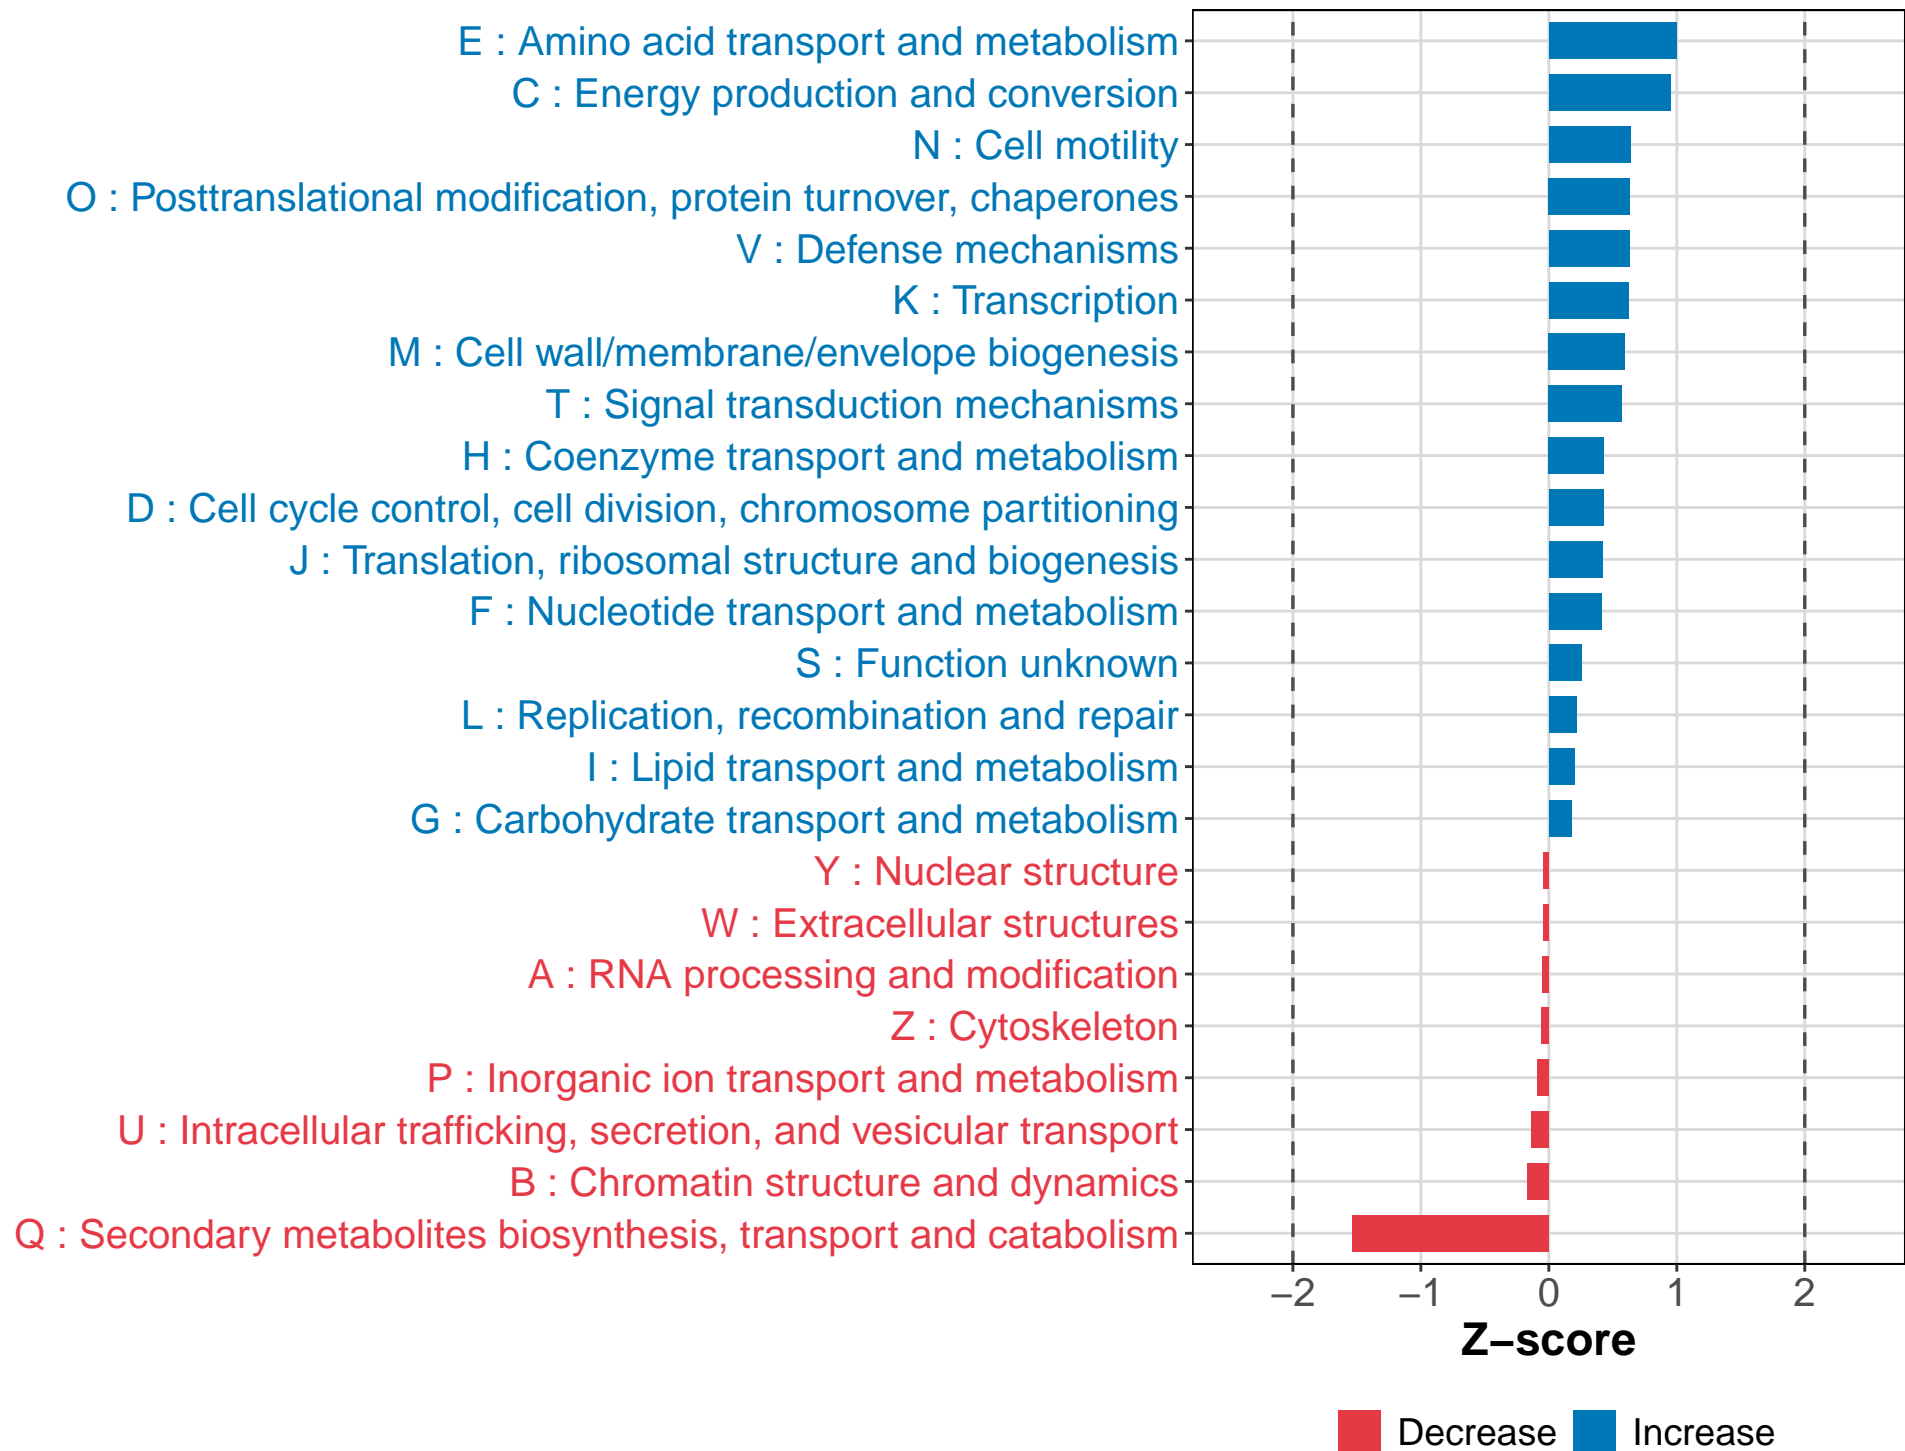 E : Amino acid transport and metabolism
C : Energy production and conversion
N : Cell motility
O : Posttranslational modification, protein turnover, chaperones
V : Defense mechanisms
K : Transcription
M : Cell wall/membrane/envelope biogenesis
T : Signal transduction mechanisms
H : Coenzyme transport and metabolism
D : Cell cycle control, cell division, chromosome partitioning
J : Translation, ribosomal structure and biogenesis
F : Nucleotide transport and metabolism
S : Function unknown
L : Replication, recombination and repair
I : Lipid transport and metabolism
G : Carbohydrate transport and metabolism
Y : Nuclear structure
W : Extracellular structures
A : RNA processing and modification
Z : Cytoskeleton
P : Inorganic ion transport and metabolism
U : Intracellular trafficking, secretion, and vesicular transport
B : Chromatin structure and dynamics
Q : Secondary metabolites biosynthesis, transport and catabolism
−2 −1 0 1 2
Z−score
Decrease Increase